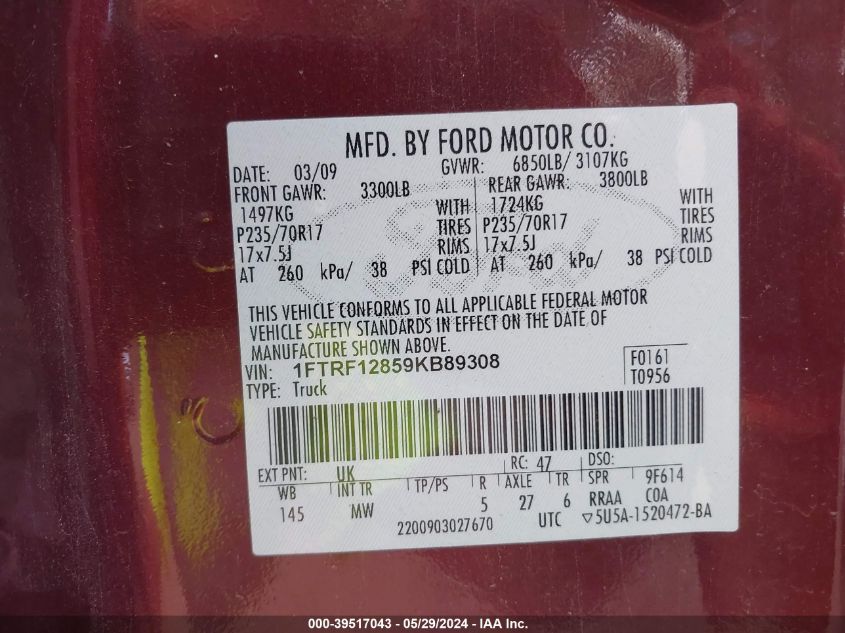 MFD. BY FORD MOTOR CO.
DATE: 03/09 GVWR: 6850LB/ 3107KG
FRONT GAWR: 3300LB REAR GAWR: 3800LB
1497KG WITH 1724KG WITH
P235/70R17 TIRES P235/70R17 TIRES
17x7.5J RIMS 17x7.5J RIMS
AT 260 kPa/ 38 PSI COLD AT 260 kPa/ 38 PSI COLD
THIS VEHICLE CONFORMS TO ALL APPLICABLE FEDERAL MOTOR
VEHICLE SAFETY STANDARDS IN EFFECT ON THE DATE OF
MANUFACTURE SHOWN ABOVE.
VIN: 1FTRF12859KB89308 F0161
TYPE: Truck T0956
EXT PNT: UK RC: 47 DSO:
WB INT TR TP/PS R AXLE TR SPR 9F614
145 MW 5 27 6 RRAA COA
2200903027670 UTC ▽5U5A-1520472-BA
Ford
000-39517043 - 05/29/2024 - IAA Inc.